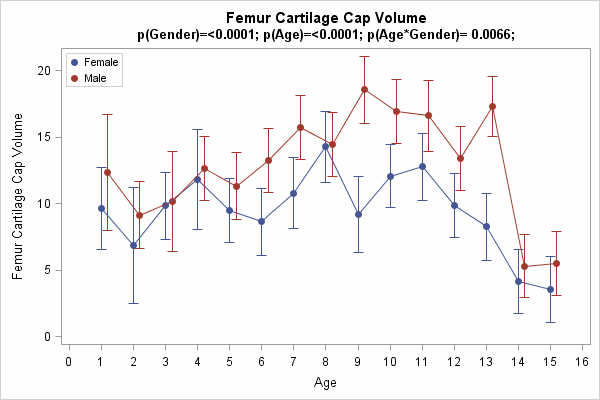 Femur Cartilage Cap Volume
p(Gender)=<0.0001; p(Age)=<0.0001; p(Age*Gender)= 0.0066;
Female
Male
Femur Cartilage Cap Volume
20
15
10
5
0
0 1 2 3 4 5 6 7 8 9 10 11 12 13 14 15 16
Age